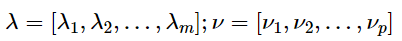 λ = [λ₁, λ₂, . . . , λₘ]; ν = [ν₁, ν₂, . . . , νₚ]